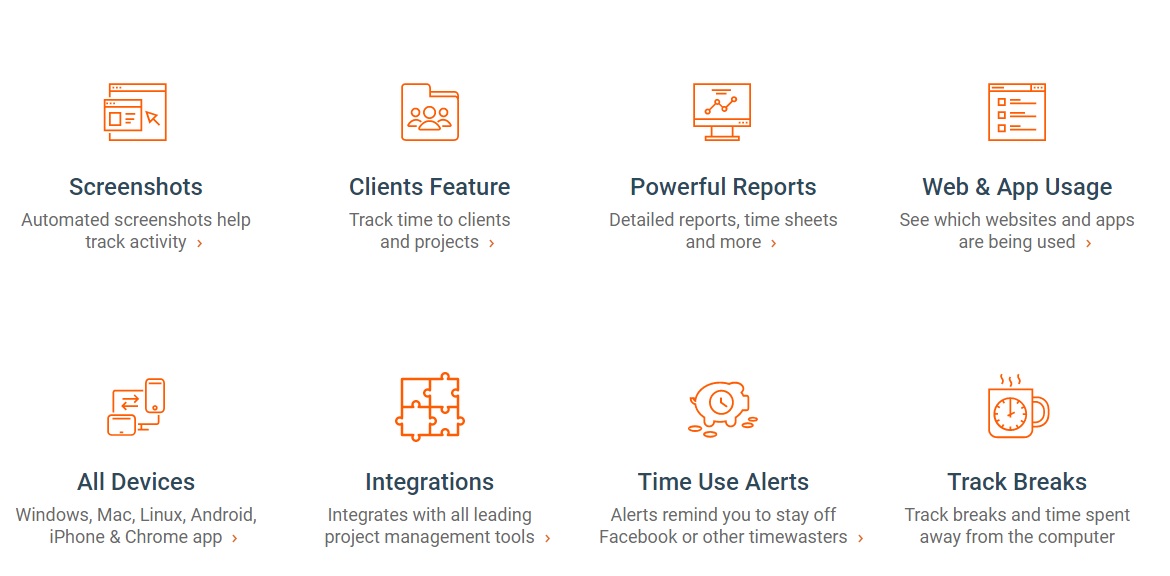 Screenshots
Automated screenshots help
track activity ›
Clients Feature
Track time to clients
and projects ›
Powerful Reports
Detailed reports, time sheets
and more ›
Web & App Usage
See which websites and apps
are being used ›
All Devices
Windows, Mac, Linux, Android,
iPhone & Chrome app ›
Integrations
Integrates with all leading
project management tools ›
Time Use Alerts
Alerts remind you to stay off
Facebook or other timewasters ›
Track Breaks
Track breaks and time spent
away from the computer